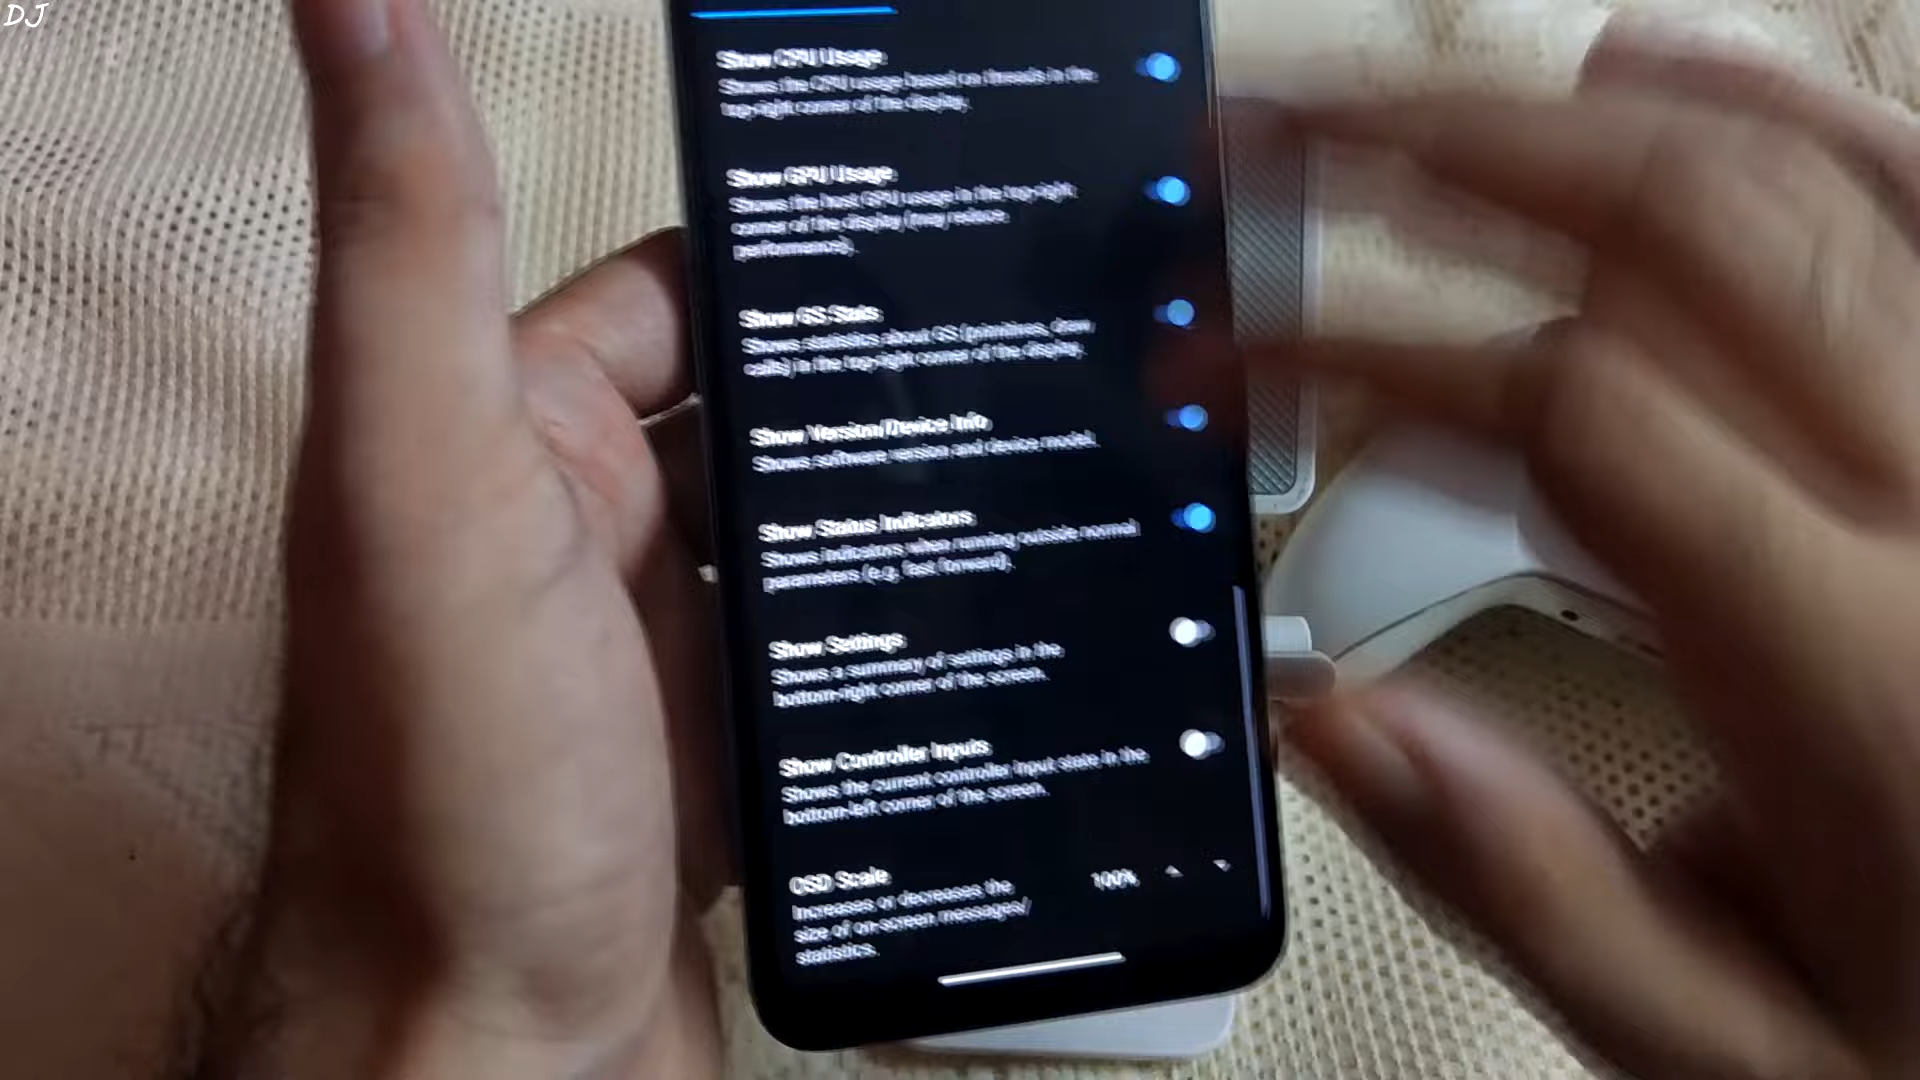 DJ
Show CPU Usage
Shows the CPU usage based on threads in the
top-right corner of the display.
Show GPU Usage
Shows the host GPU usage in the top-right
corner of the display (may reduce
performance).
Show GS Stats
Shows statistics about GS (primitives, draw
calls) in the top-right corner of the display.
Show Version/Device Info
Shows software version and device model.
Show Status Indicators
Shows indicators when running outside normal
parameters (e.g. fast forward).
Show Settings
Shows a summary of settings in the
bottom-right corner of the screen.
Show Controller Inputs
Shows the current controller input state in the
bottom-left corner of the screen.
OSD Scale
100%
Increases or decreases the
size of on-screen messages/
statistics.